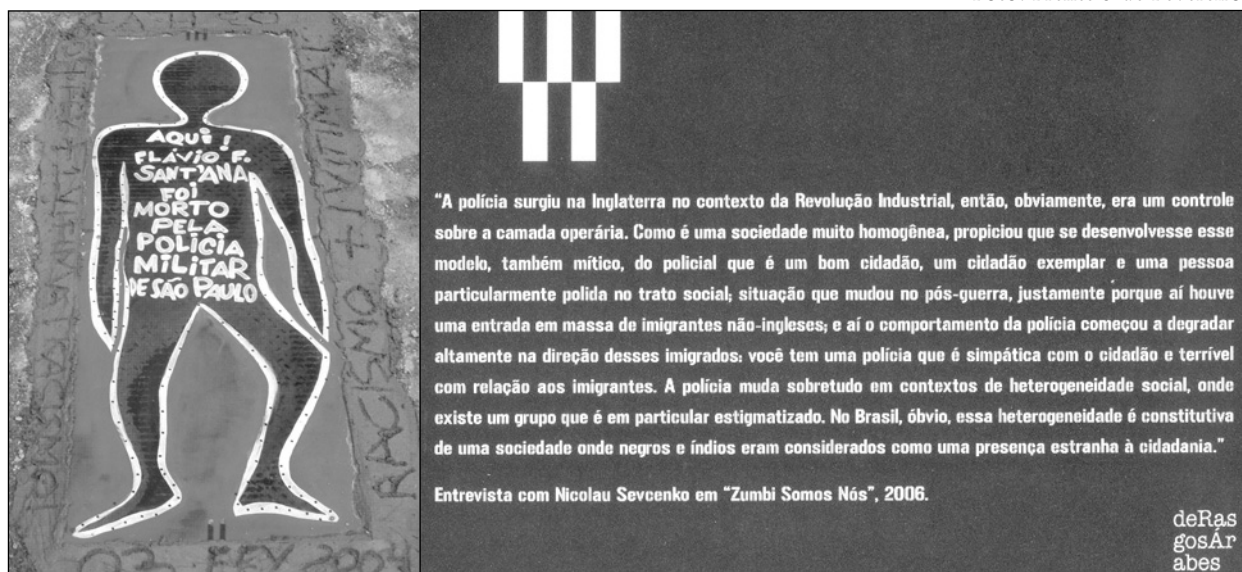 AQUI!
FLÁVIO F.
SANT'ANA
FOI
MORTO
PELA
POLÍCIA
MILITAR
DE SÃO PAULO
RACISMO + 1 VÍTIMA!
FEV 2004
"A polícia surgiu na Inglaterra no contexto da Revolução Industrial, então, obviamente, era um controle
sobre a camada operária. Como é uma sociedade muito homogênea, propiciou que se desenvolvesse esse
modelo, também mítico, do policial que é um bom cidadão, um cidadão exemplar e uma pessoa
particularmente polida no trato social; situação que mudou no pós-guerra, justamente porque aí houve
uma entrada em massa de imigrantes não-ingleses; e aí o comportamento da polícia começou a degradar
altamente na direção desses imigrados: você tem uma polícia que é simpática com o cidadão e terrível
com relação aos imigrantes. A polícia muda sobretudo em contextos de heterogeneidade social, onde
existe um grupo que é em particular estigmatizado. No Brasil, óbvio, essa heterogeneidade é constitutiva
de uma sociedade onde negros e índios eram considerados como uma presença estranha à cidadania."
Entrevista com Nicolau Sevcenko em "Zumbi Somos Nós", 2006.
deRas
gosÁr
abes